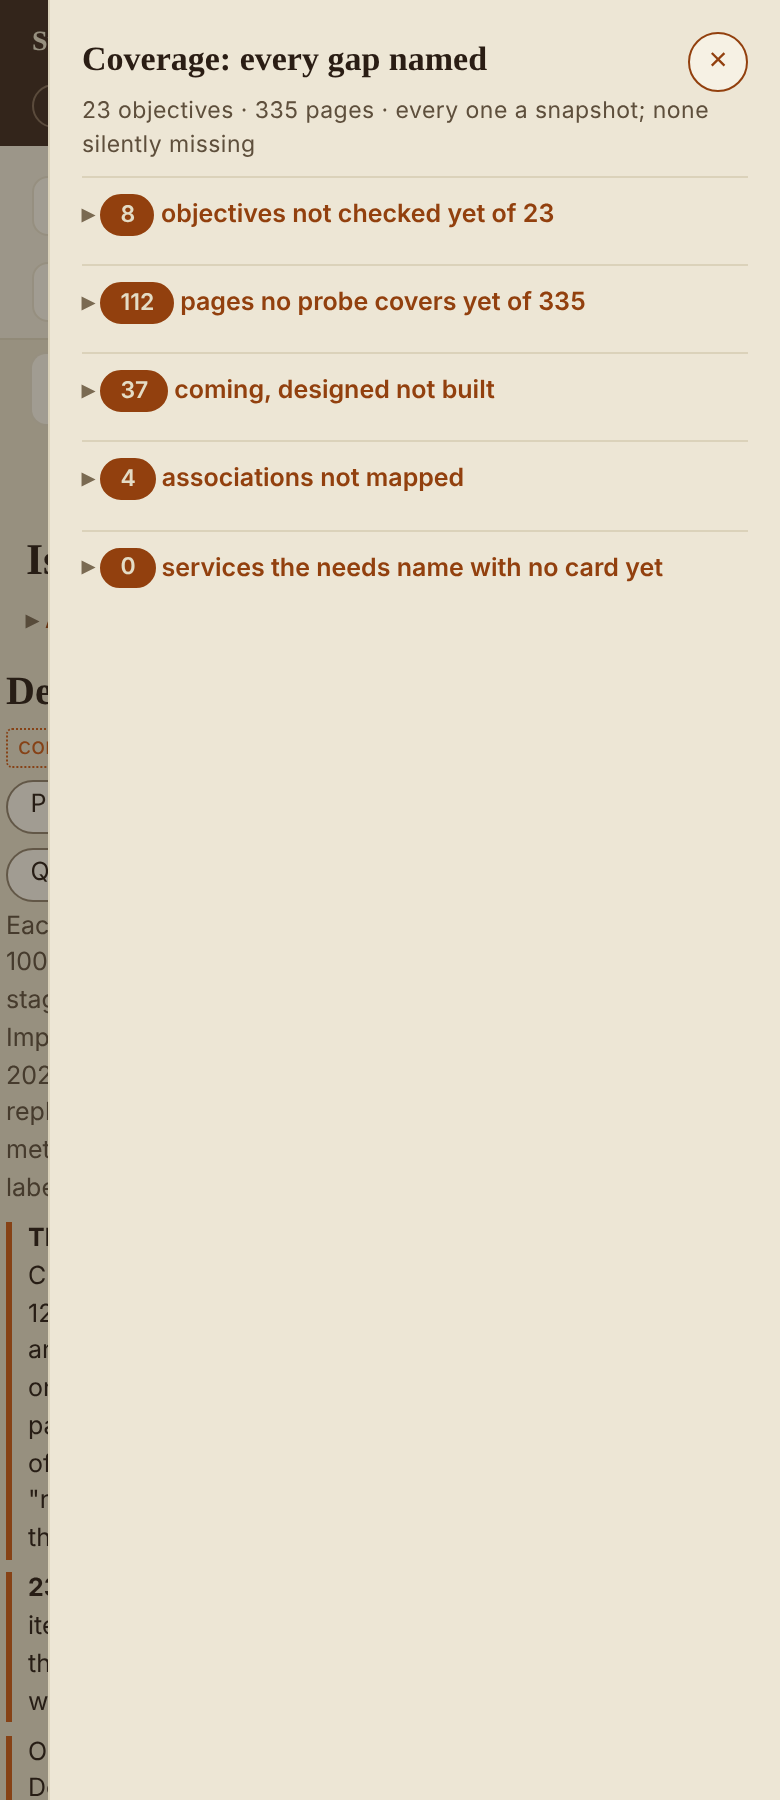 Coverage: every gap named
×
23 objectives · 335 pages · every one a snapshot; none
silently missing
▶ 8 objectives not checked yet of 23
▶ 112 pages no probe covers yet of 335
▶ 37 coming, designed not built
▶ 4 associations not mapped
▶ 0 services the needs name with no card yet